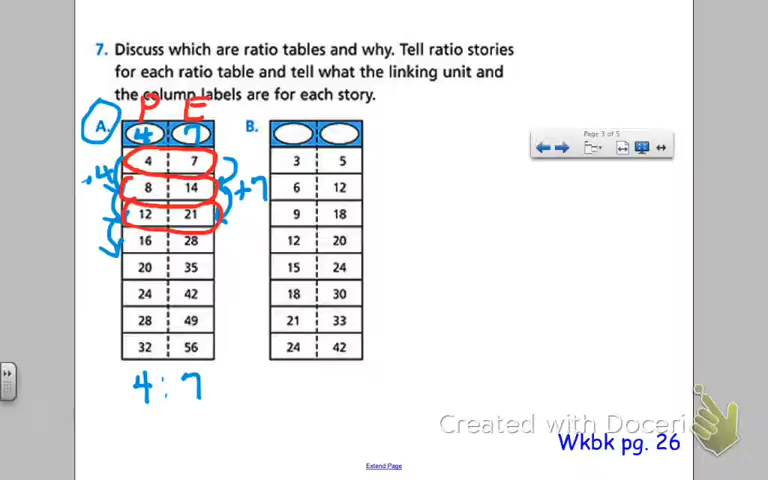 7. Discuss which are ratio tables and why. Tell ratio stories
for each ratio table and tell what the linking unit and
the column labels are for each story.
P E
A. 4 7
4 7
8 14
12 21
16 28
20 35
24 42
28 49
32 56
+4
+7
4:7
B.
3 5
6 12
9 18
12 20
15 24
18 30
21 33
24 42
Page 3 of 5
Created with Doceri
Wkbk pg. 26
Extend Page